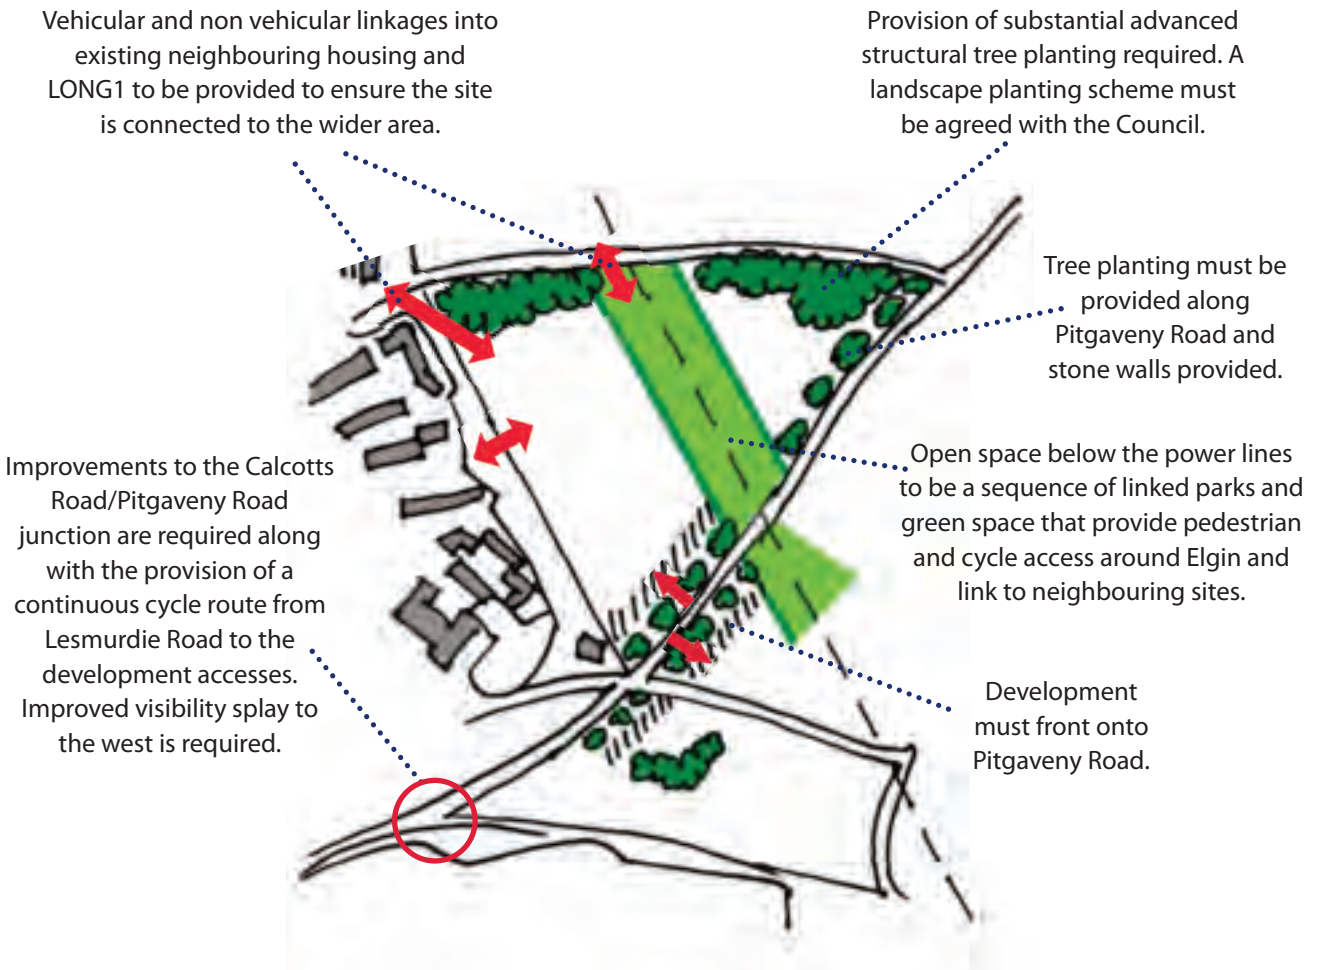 Vehicular and non vehicular linkages into
existing neighbouring housing and
LONG1 to be provided to ensure the site
is connected to the wider area.
Provision of substantial advanced
structural tree planting required. A
landscape planting scheme must
be agreed with the Council.
Tree planting must be
provided along
Pitgaveny Road and
stone walls provided.
Open space below the power lines
to be a sequence of linked parks and
green space that provide pedestrian
and cycle access around Elgin and
link to neighbouring sites.
Improvements to the Calcotts
Road/Pitgaveny Road
junction are required along
with the provision of a
continuous cycle route from
Lesmurdie Road to the
development accesses.
Improved visibility splay to
the west is required.
Development
must front onto
Pitgaveny Road.